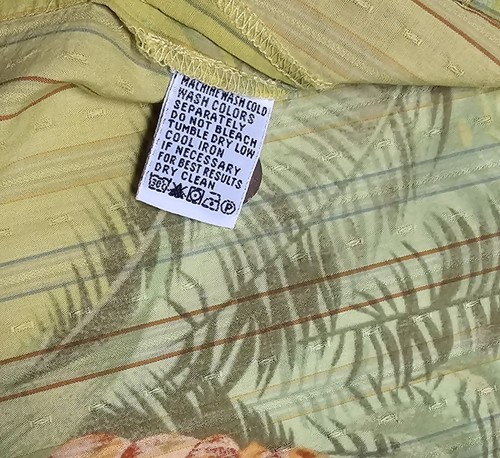 MACHINE WASH COLD
WASH COLORS
SEPARATELY
DO NOT BLEACH
TUMBLE DRY LOW
COOL IRON
IF NECESSARY
FOR BEST RESULTS
DRY CLEAN
30C P